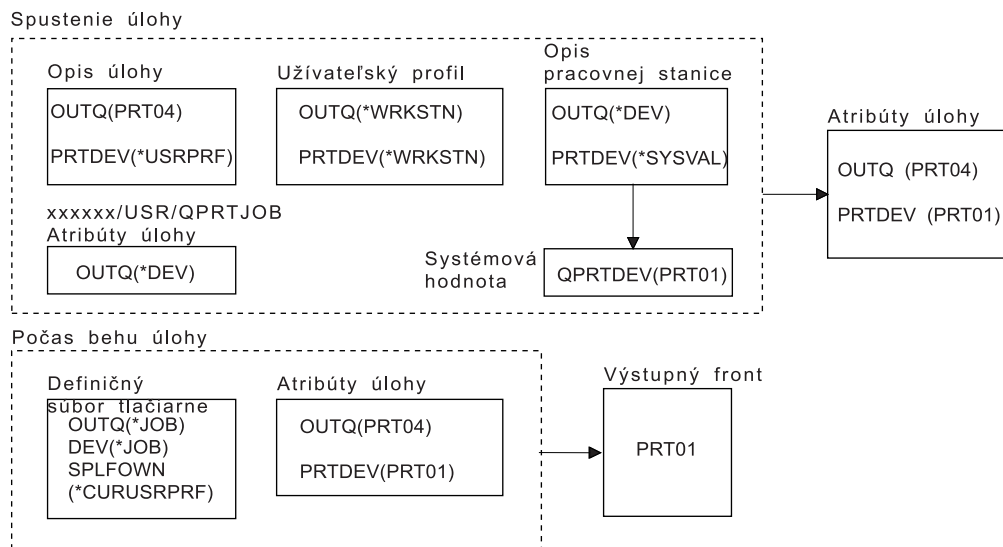 Spustenie úlohy
Opis úlohy
OUTQ(PRT04)
PRTDEV(*USRPRF)
Užívateľský profil
OUTQ(*WRKSTN)
PRTDEV(*WRKSTN)
Opis
pracovnej stanice
OUTQ(*DEV)
PRTDEV(*SYSVAL)
Atribúty úlohy
OUTQ (PRT04)
PRTDEV (PRT01)
xxxxxx/USR/QPRTJOB
Atribúty úlohy
OUTQ(*DEV)
Systémová
hodnota
QPRTDEV(PRT01)
Počas behu úlohy
Definičný
súbor tlačiarne
OUTQ(*JOB)
DEV(*JOB)
SPLFOWN
(*CURUSRPRF)
Atribúty úlohy
OUTQ(PRT04)
PRTDEV(PRT01)
Výstupný front
PRT01